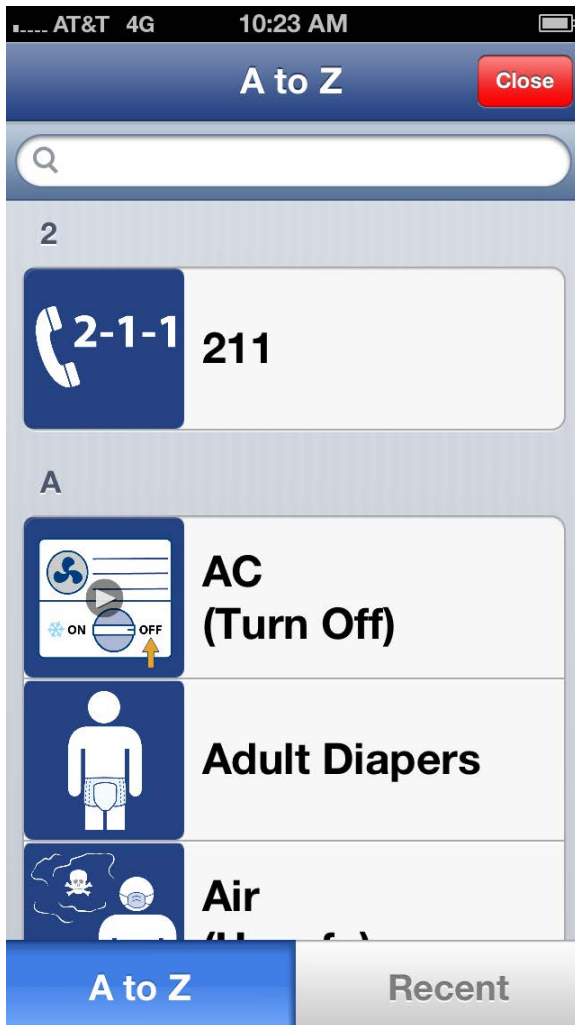 AT&T 4G 10:23 AM
A to Z
Close
2
2-1-1
211
A
ON OFF
AC
(Turn Off)
Adult Diapers
Air
A to Z Recent